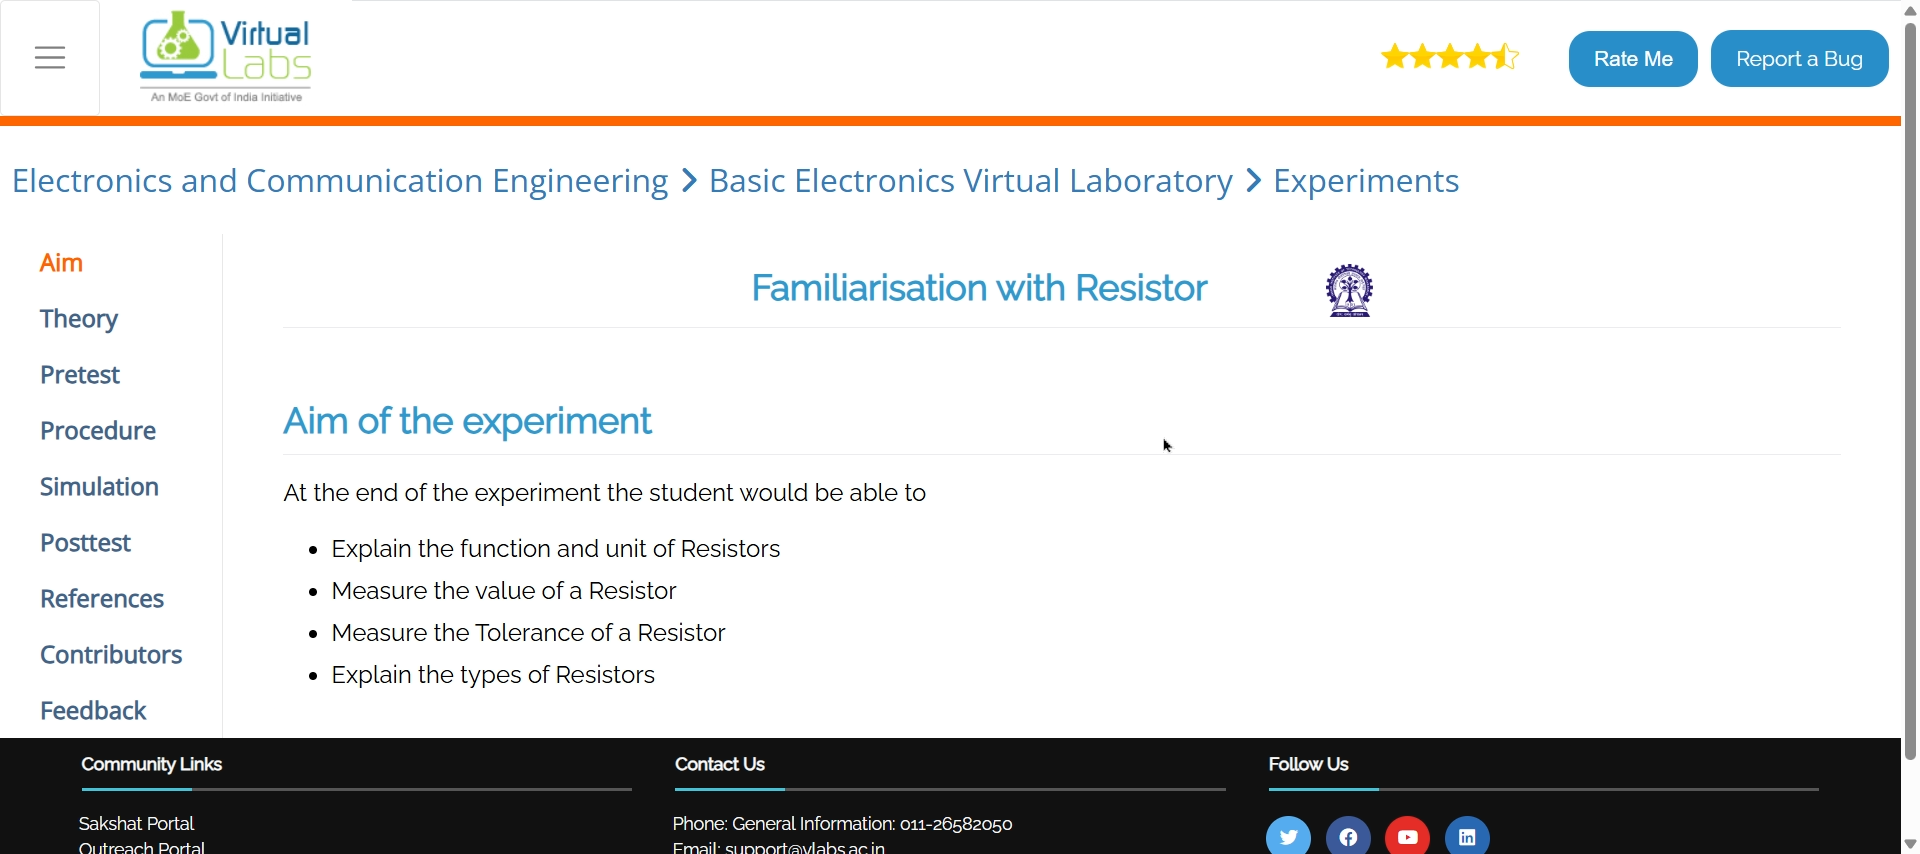 Virtual
Labs
An MoE Govt of India Initiative
Rate Me
Report a Bug
Electronics and Communication Engineering > Basic Electronics Virtual Laboratory > Experiments
Aim
Theory
Pretest
Procedure
Simulation
Posttest
References
Contributors
Feedback
Familiarisation with Resistor
Aim of the experiment
At the end of the experiment the student would be able to
• Explain the function and unit of Resistors
• Measure the value of a Resistor
• Measure the Tolerance of a Resistor
• Explain the types of Resistors
Community Links
Sakshat Portal
Outreach Portal
Contact Us
Phone: General Information: 011-26582050
Email: support@vlabs.ac.in
Follow Us